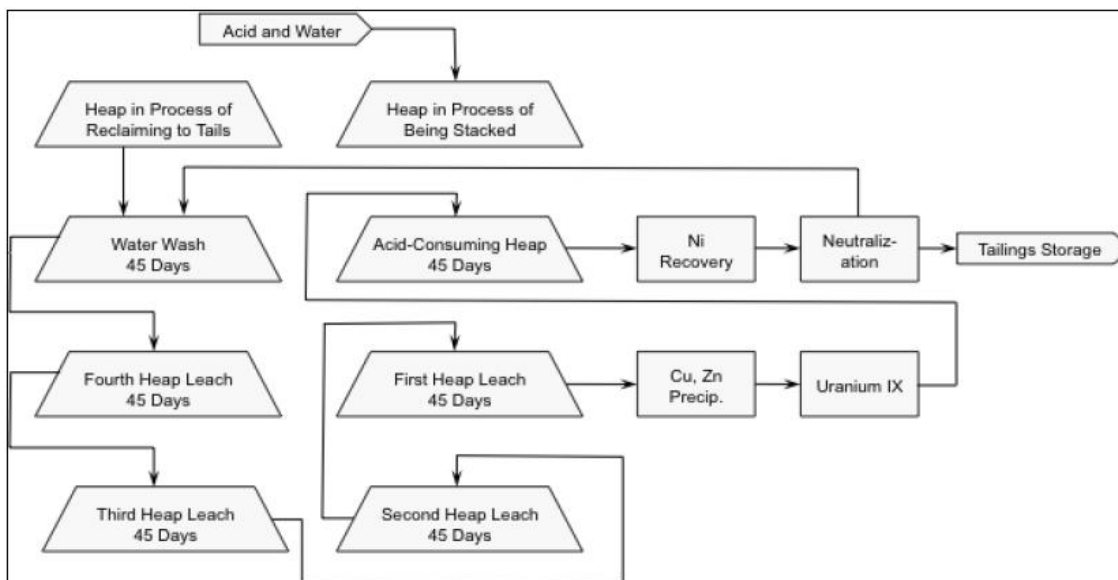 Acid and Water
Heap in Process of
Reclaiming to Tails
Heap in Process of
Being Stacked
Water Wash
45 Days
Acid-Consuming Heap
45 Days
Ni
Recovery
Neutraliz-
ation
Tailings Storage
Fourth Heap Leach
45 Days
First Heap Leach
45 Days
Cu, Zn
Precip.
Uranium IX
Third Heap Leach
45 Days
Second Heap Leach
45 Days